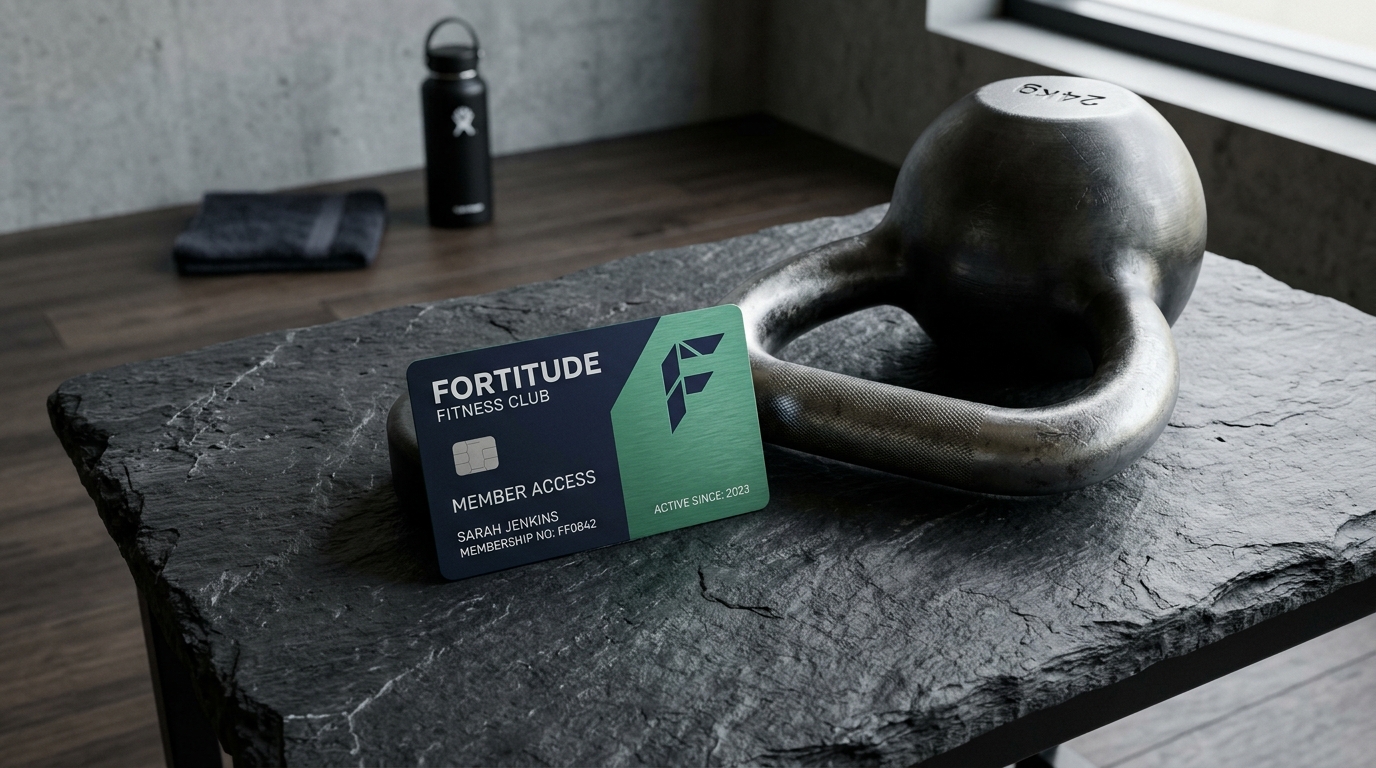 24KG
FORTITUDE
FITNESS CLUB
MEMBER ACCESS
SARAH JENKINS
MEMBERSHIP NO: FF0842
F
ACTIVE SINCE: 2023